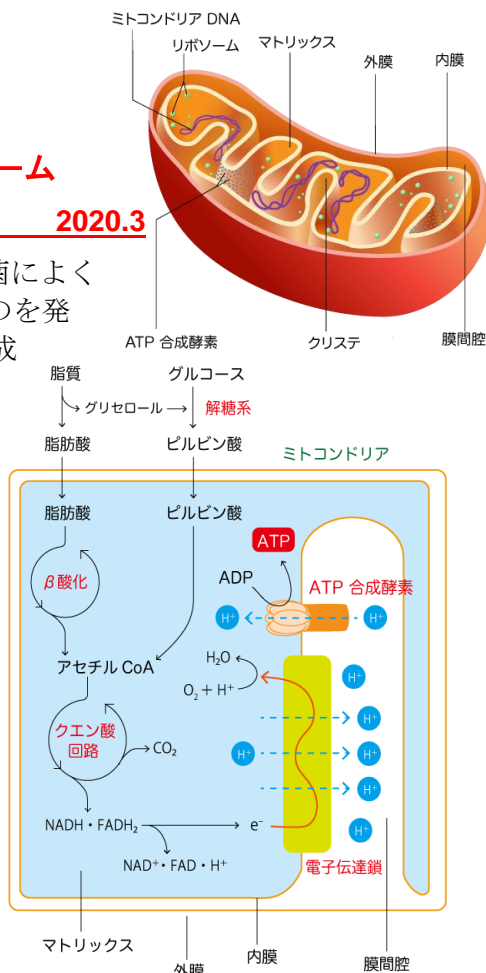 ミトコンドリア DNA
リボソーム
マトリックス
外膜
内膜
ーム
2020.3
菌によく
つを発
成
ATP 合成酵素
クリステ
膜間腔
脂質
グルコース
グリセロール
解糖系
脂肪酸
ピルビン酸
ミトコンドリア
脂肪酸
ピルビン酸
ATP
ADP
ATP 合成酵素
β酸化
H⁺
H⁺
アセチル CoA
H₂O
O₂ + H⁺
H⁺
クエン酸
回路
CO₂
H⁺
H⁺
H⁺
H⁺
NADH・FADH₂
e⁻
H⁺
NAD⁺・FAD・H⁺
電子伝達鎖
マトリックス
外膜
内膜
膜間腔